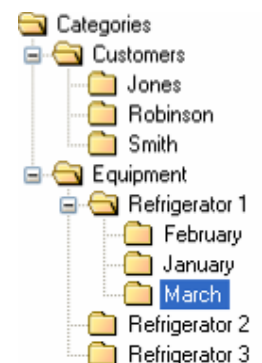 Categories
Customers
Jones
Robinson
Smith
Equipment
Refrigerator 1
February
January
March
Refrigerator 2
Refrigerator 3